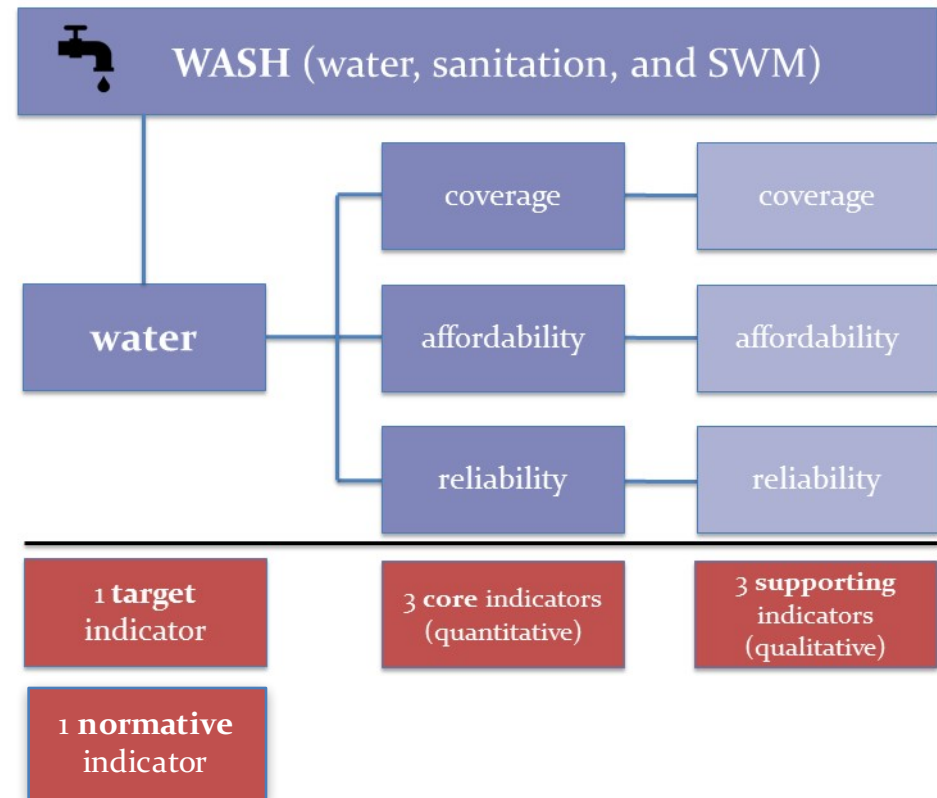 WASH (water, sanitation, and SWM)
coverage
coverage
water
affordability
affordability
reliability
reliability
1 target
indicator
3 core indicators
(quantitative)
3 supporting
indicators
(qualitative)
1 normative
indicator